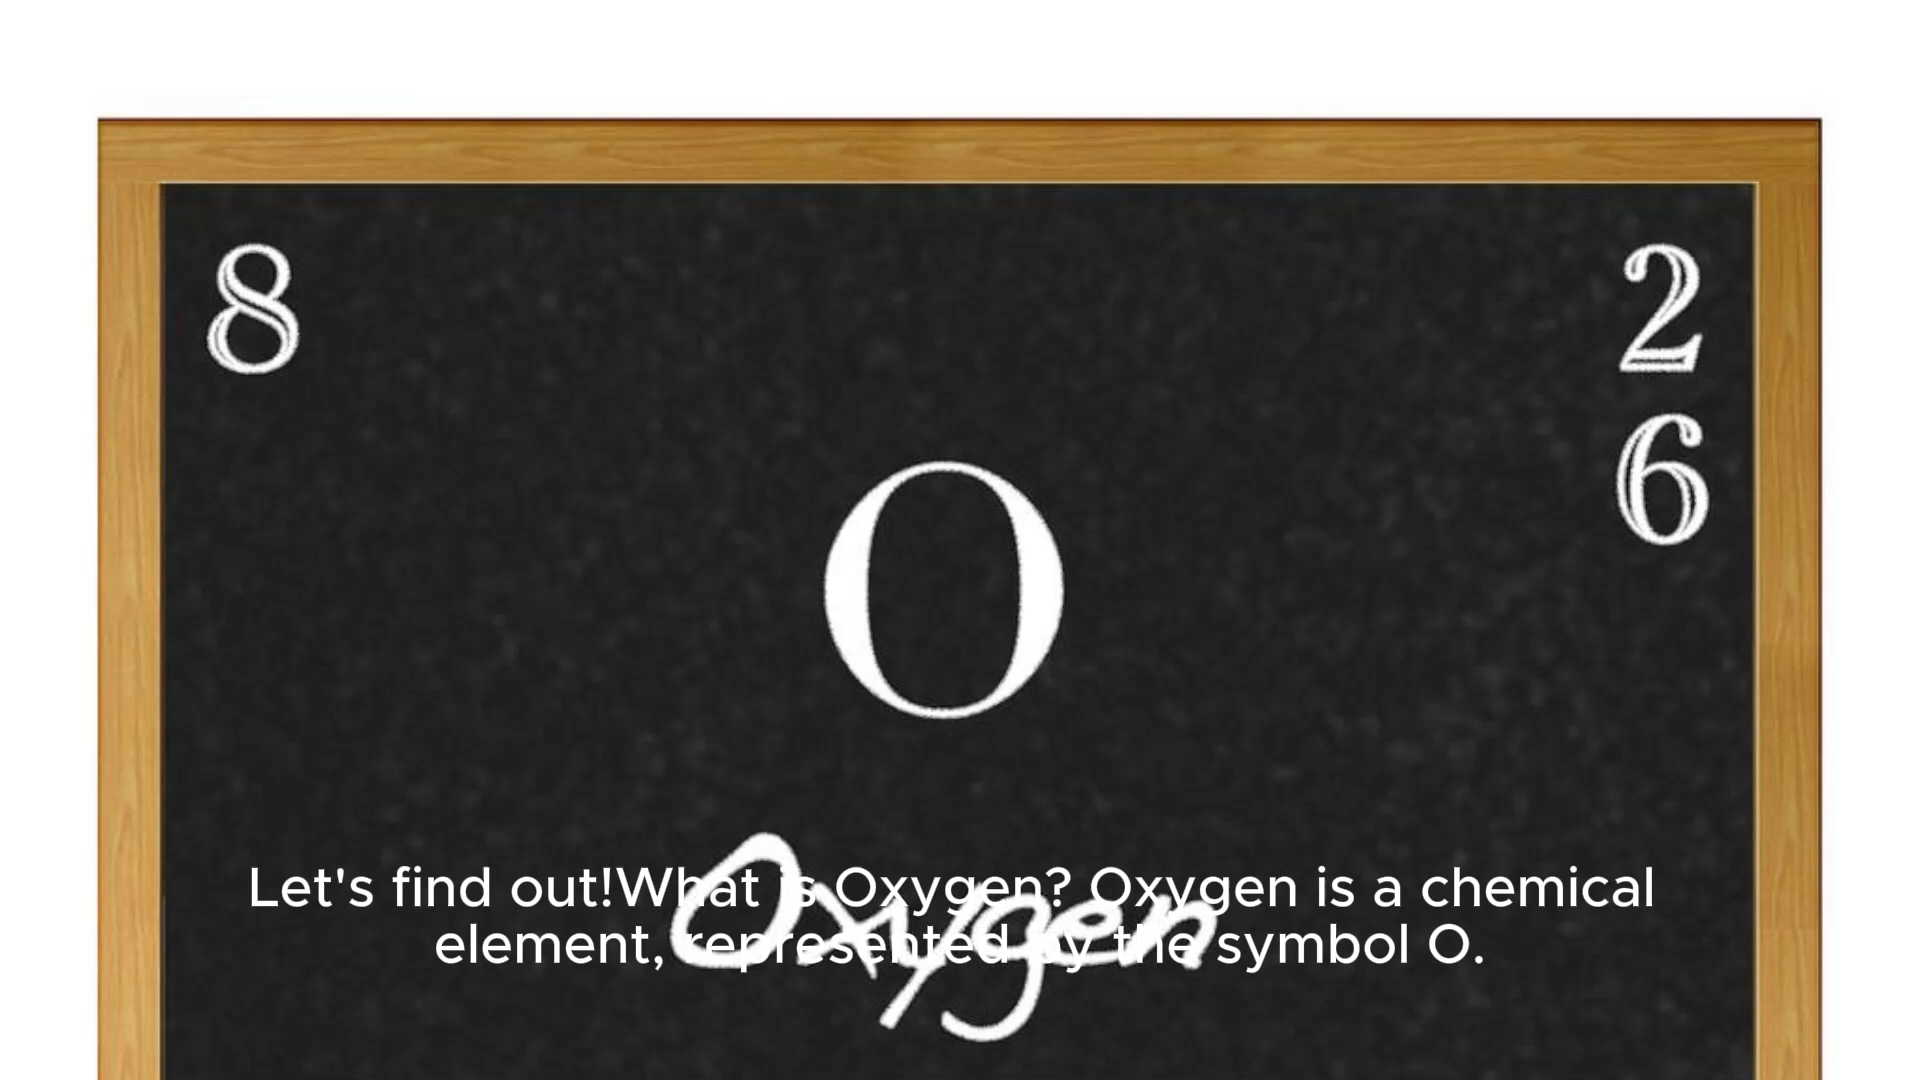 8
2
6
O
Oxygen
Let's find out!What is Oxygen? Oxygen is a chemical
element, represented by the symbol O.